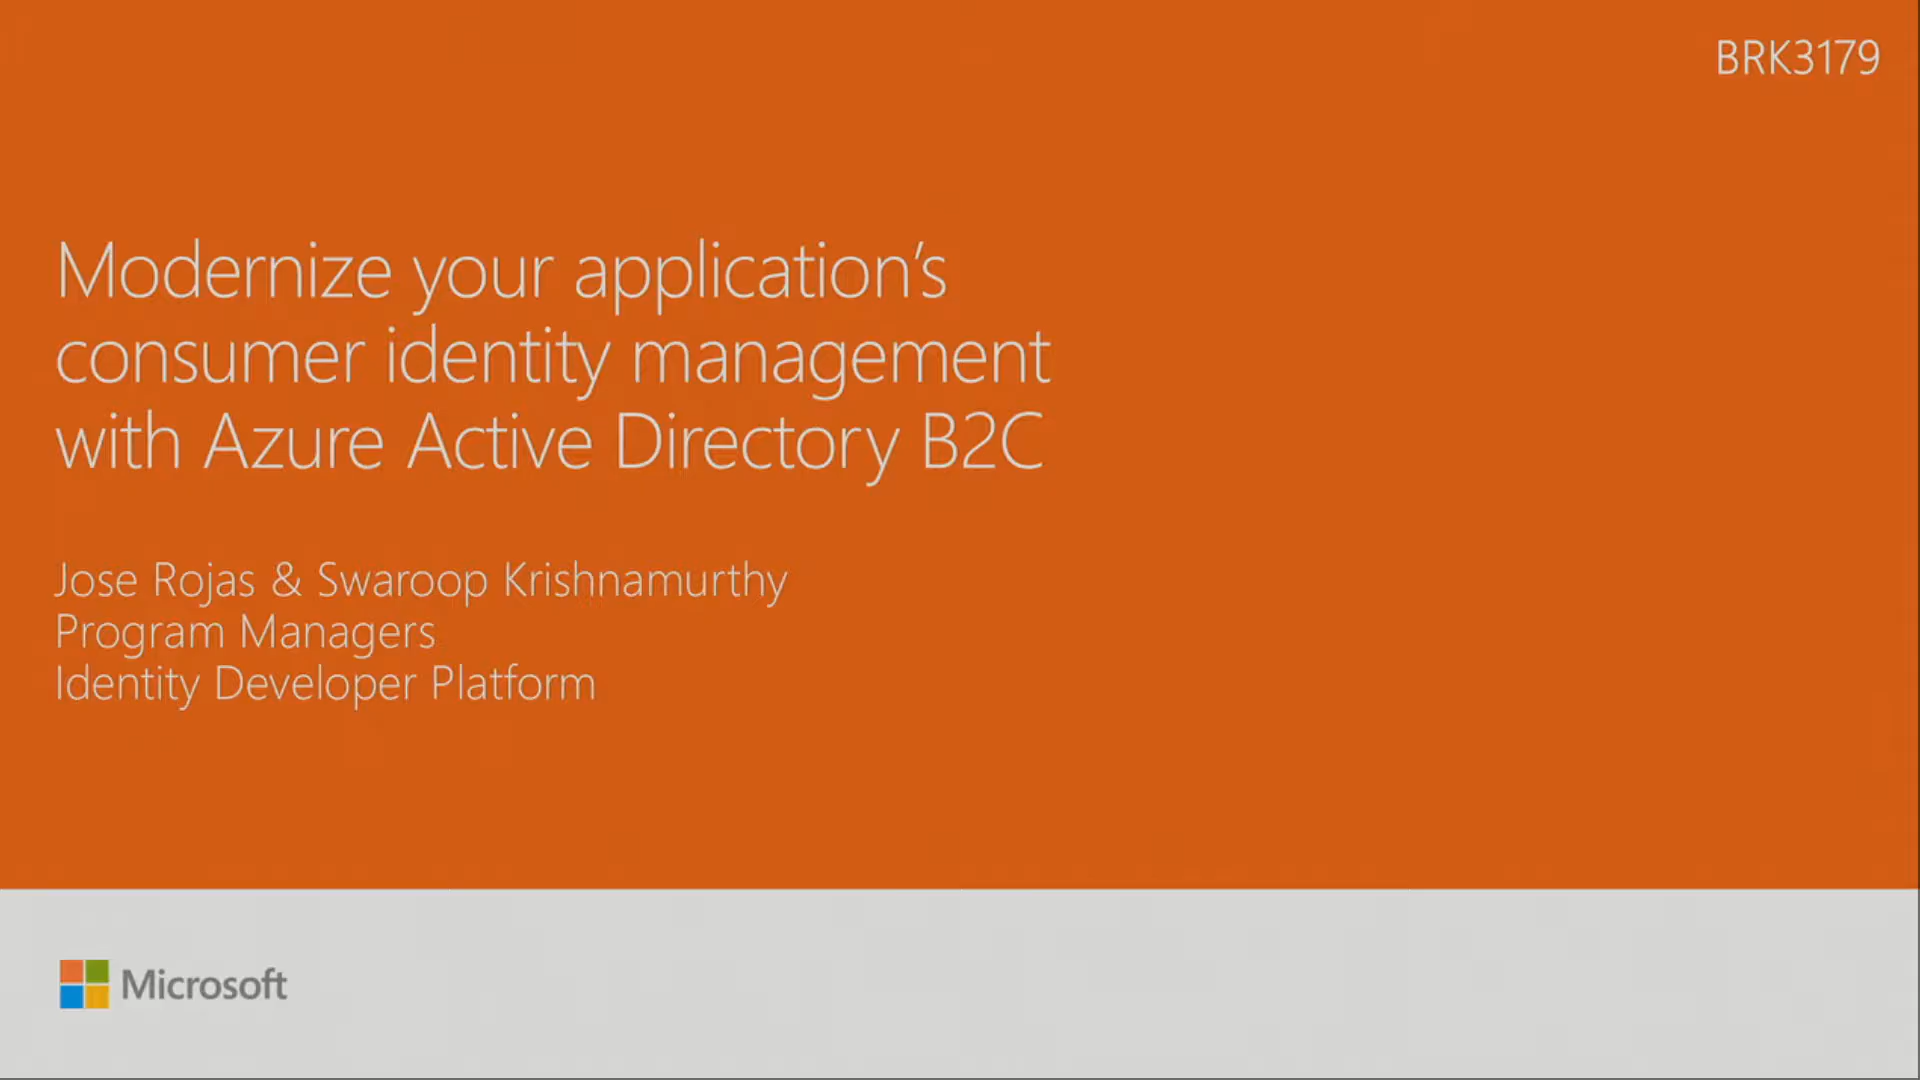 BRK3179
Modernize your application’s
consumer identity management
with Azure Active Directory B2C
Jose Rojas & Swaroop Krishnamurthy
Program Managers
Identity Developer Platform
Microsoft